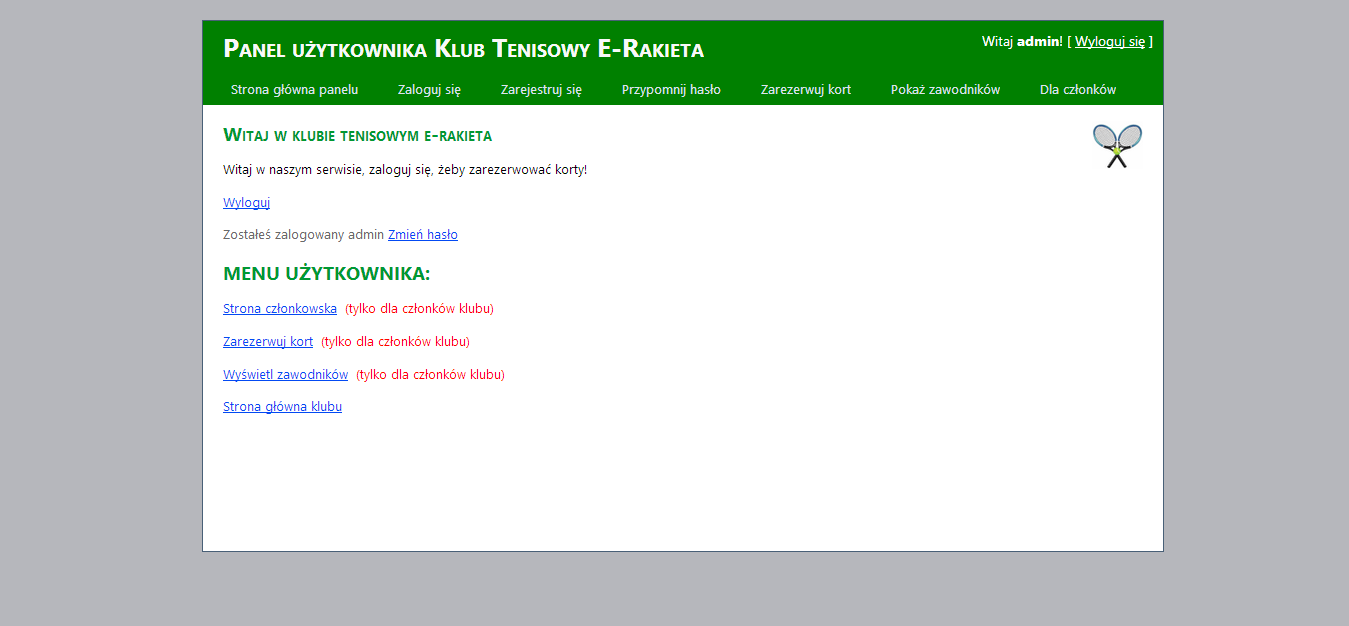 Panel użytkownika Klub Tenisowy E-Rakieta
Witaj admin! [ Wyloguj się ]
Strona główna panelu Zaloguj się Zarejestruj się Przypomnij hasło Zarezerwuj kort Pokaż zawodników Dla członków
Witaj w klubie tenisowym e-rakieta
Witaj w naszym serwisie, zaloguj się, żeby zarezerwować korty!
Wyloguj
Zostałeś zalogowany admin Zmień hasło
MENU UŻYTKOWNIKA:
Strona członkowska (tylko dla członków klubu)
Zarezerwuj kort (tylko dla członków klubu)
Wyświetl zawodników (tylko dla członków klubu)
Strona główna klubu